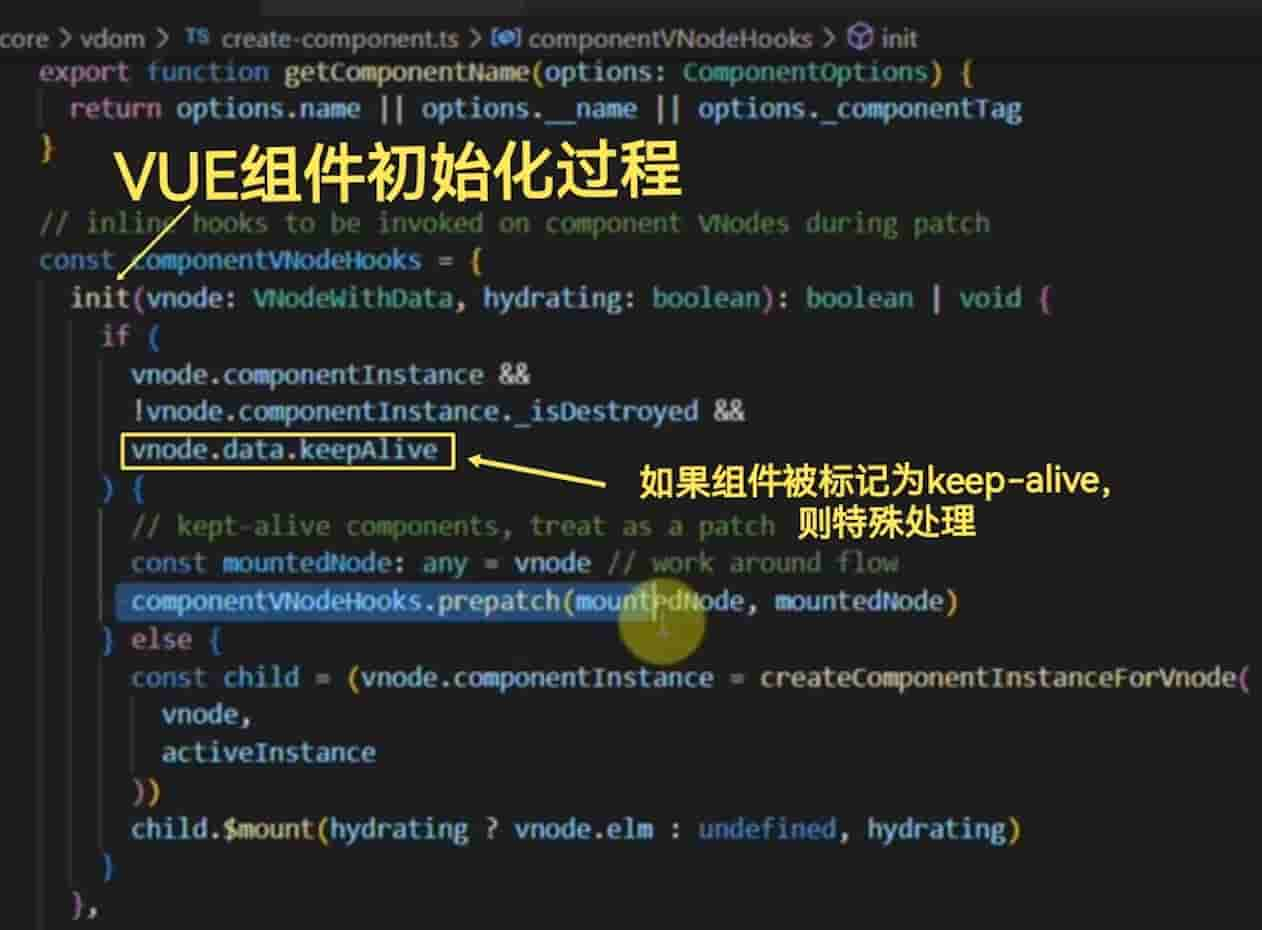 core > vdom > TS create-component.ts > componentVNodeHooks > init
export function getComponentName(options: ComponentOptions) {
return options.name || options.__name || options._componentTag
}
VUE组件初始化过程
// inline hooks to be invoked on component VNodes during patch
const componentVNodeHooks = {
init(vnode: VNodeWithData, hydrating: boolean): boolean | void {
if (
vnode.componentInstance &&
!vnode.componentInstance._isDestroyed &&
vnode.data.keepAlive
) {
如果组件被标记为keep-alive,
则特殊处理
// kept-alive components, treat as a patch
const mountedNode: any = vnode // work around flow
componentVNodeHooks.prepatch(mountedNode, mountedNode)
} else {
const child = (vnode.componentInstance = createComponentInstanceForVnode(
vnode,
activeInstance
))
child.$mount(hydrating ? vnode.elm : undefined, hydrating)
}
},